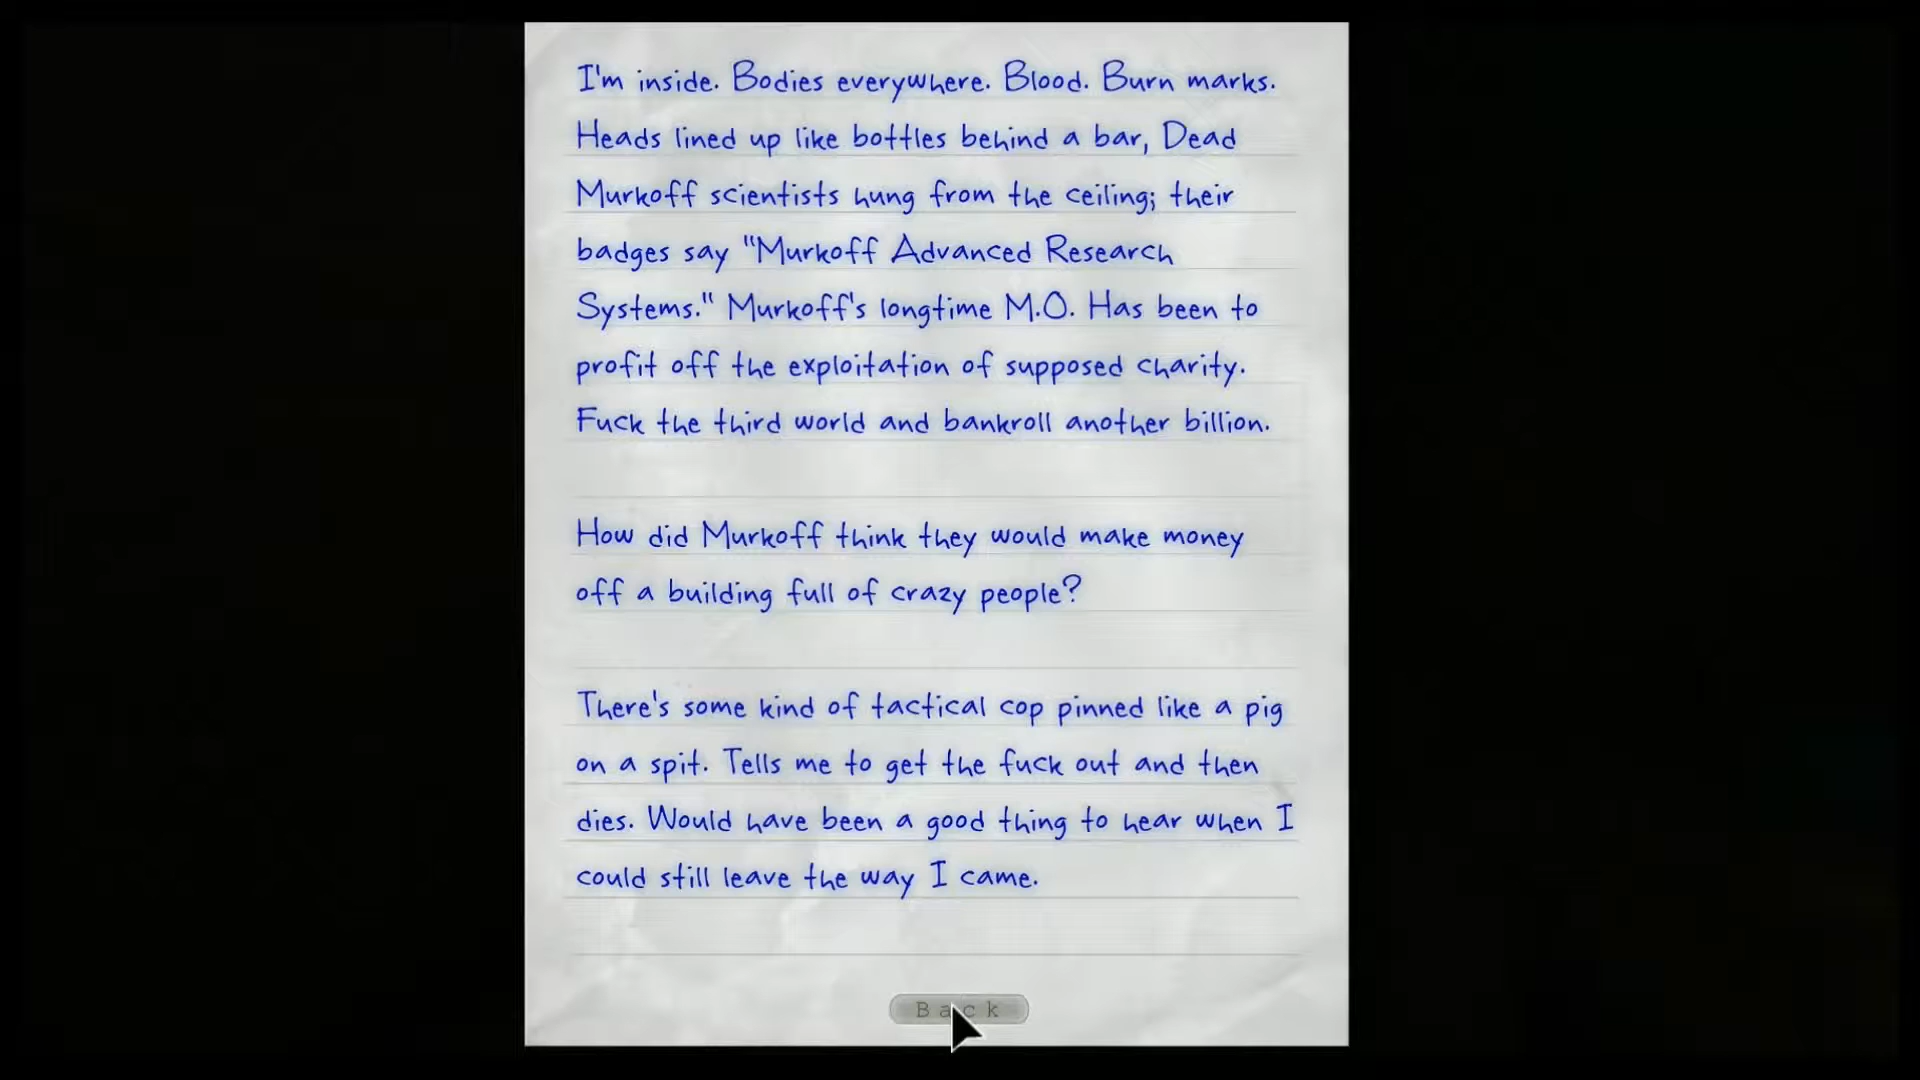 I'm inside. Bodies everywhere. Blood. Burn marks.
Heads lined up like bottles behind a bar, Dead
Murkoff scientists hung from the ceiling; their
badges say "Murkoff Advanced Research
Systems." Murkoff's longtime M.O. Has been to
profit off the exploitation of supposed charity.
Fuck the third world and bankroll another billion.
How did Murkoff think they would make money
off a building full of crazy people?
There's some kind of tactical cop pinned like a pig
on a spit. Tells me to get the fuck out and then
dies. Would have been a good thing to hear when I
could still leave the way I came.
Back